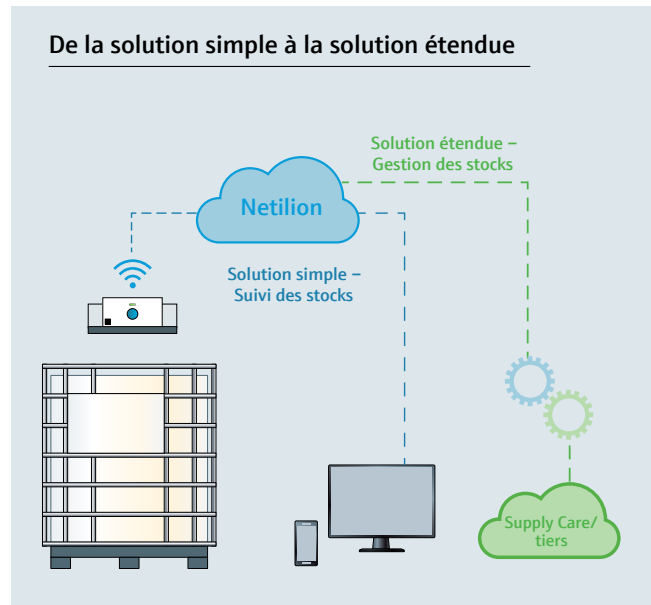 De la solution simple à la solution étendue
Solution étendue –
Gestion des stocks
Netilion
Solution simple –
Suivi des stocks
Supply Care/
tiers